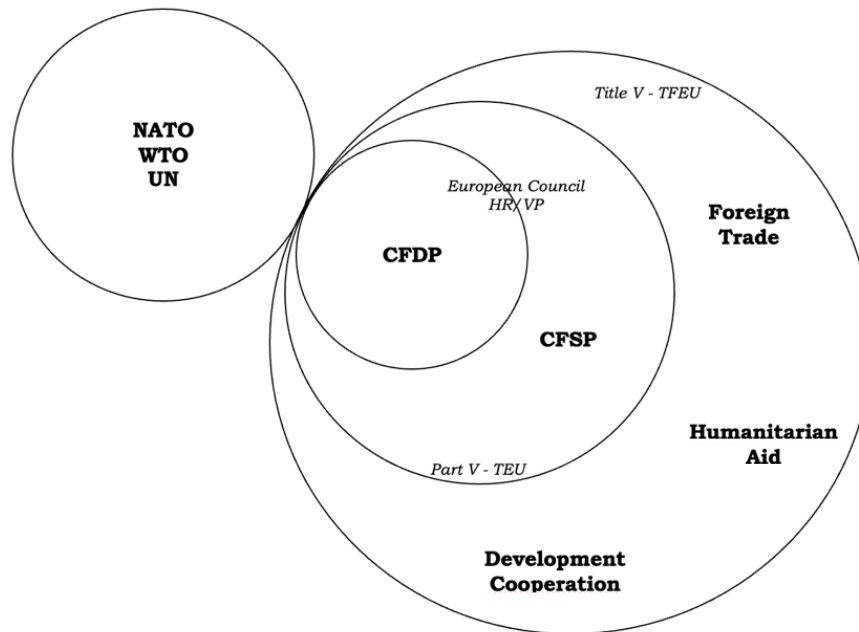 NATO
WTO
UN
Title V - TFEU
European Council
HR/VP
Foreign
Trade
CFDP
CFSP
Humanitarian
Aid
Part V - TEU
Development
Cooperation